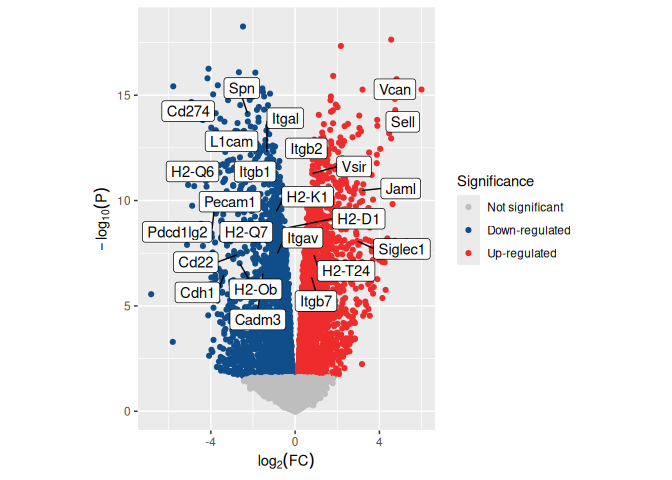 15
10
5
0
-4
0
4
− log10(P)
log2(FC)
Spn
Vcan
Cd274
Itgal
Sell
L1cam
Itgb2
H2-Q6
Itgb1
Vsir
Jaml
Pecam1
H2-K1
H2-D1
Pdcd1lg2
H2-Q7
Itgav
Siglec1
Cd22
H2-T24
Cdh1
H2-Ob
Itgb7
Cadm3
Significance
Not significant
Down-regulated
Up-regulated